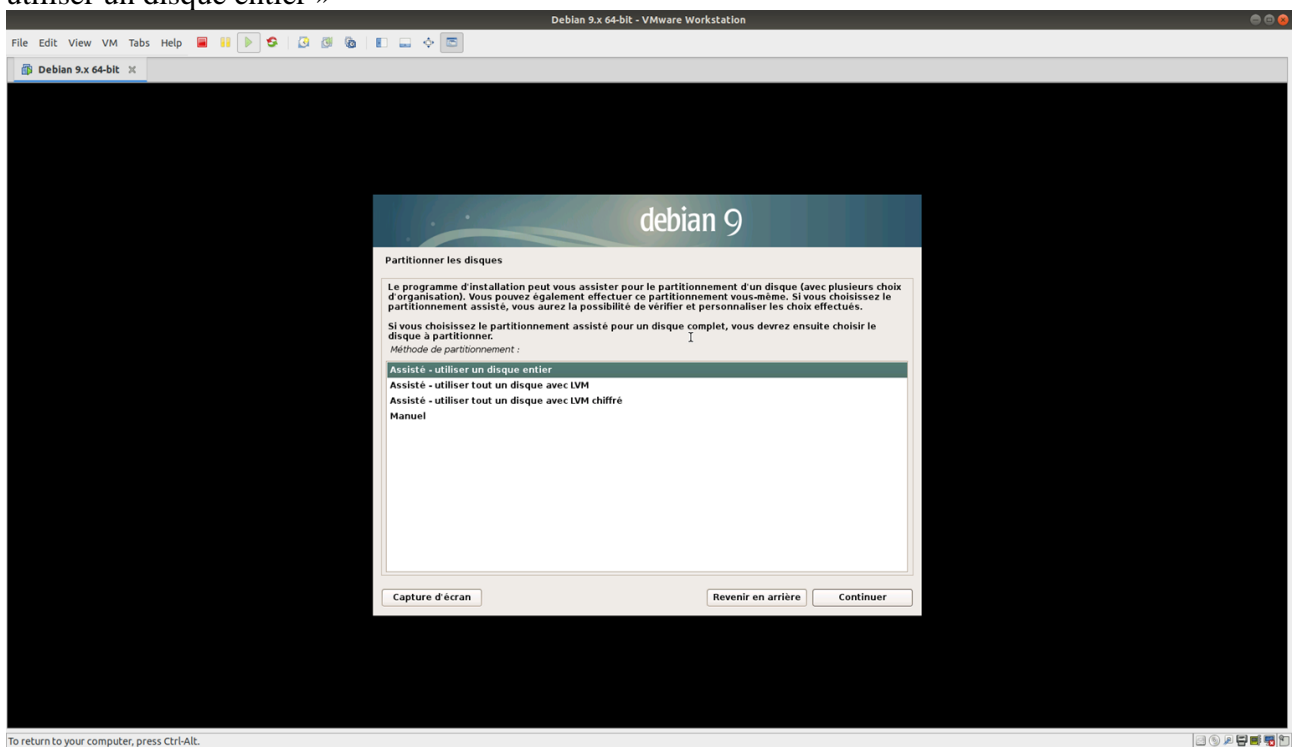 utiliser un disque entier »
Debian 9.x 64-bit - VMware Workstation
File Edit View VM Tabs Help
Debian 9.x 64-bit
debian 9
Partitionner les disques
Le programme d'installation peut vous assister pour le partitionnement d'un disque (avec plusieurs choix
d'organisation). Vous pouvez également effectuer ce partitionnement vous-même. Si vous choisissez le
partitionnement assisté, vous aurez la possibilité de vérifier et personnaliser les choix effectués.
Si vous choisissez le partitionnement assisté pour un disque complet, vous devrez ensuite choisir le
disque à partitionner.
Méthode de partitionnement :
Assisté - utiliser un disque entier
Assisté - utiliser tout un disque avec LVM
Assisté - utiliser tout un disque avec LVM chiffré
Manuel
Capture d'écran Revenir en arrière Continuer
To return to your computer, press Ctrl-Alt.